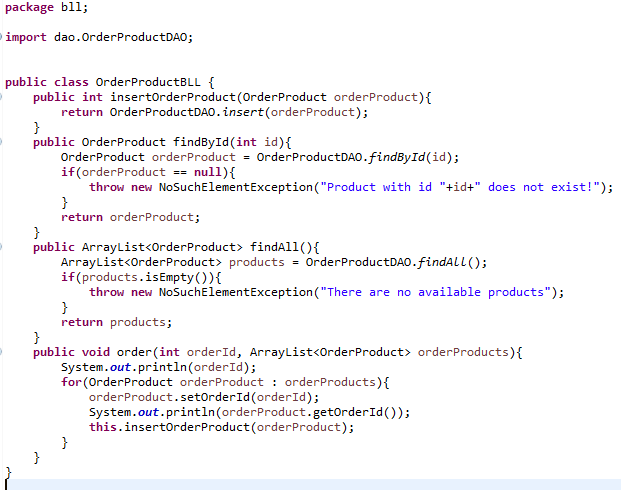 package bll;
import dao.OrderProductDAO;
public class OrderProductBLL {
public int insertOrderProduct(OrderProduct orderProduct){
return OrderProductDAO.insert(orderProduct);
}
public OrderProduct findById(int id){
OrderProduct orderProduct = OrderProductDAO.findById(id);
if(orderProduct == null){
throw new NoSuchElementException("Product with id "+id+" does not exist!");
}
return orderProduct;
}
public ArrayList<OrderProduct> findAll(){
ArrayList<OrderProduct> products = OrderProductDAO.findAll();
if(products.isEmpty()){
throw new NoSuchElementException("There are no available products");
}
return products;
}
public void order(int orderId, ArrayList<OrderProduct> orderProducts){
System.out.println(orderId);
for(OrderProduct orderProduct : orderProducts){
orderProduct.setOrderId(orderId);
System.out.println(orderProduct.getOrderId());
this.insertOrderProduct(orderProduct);
}
}
}